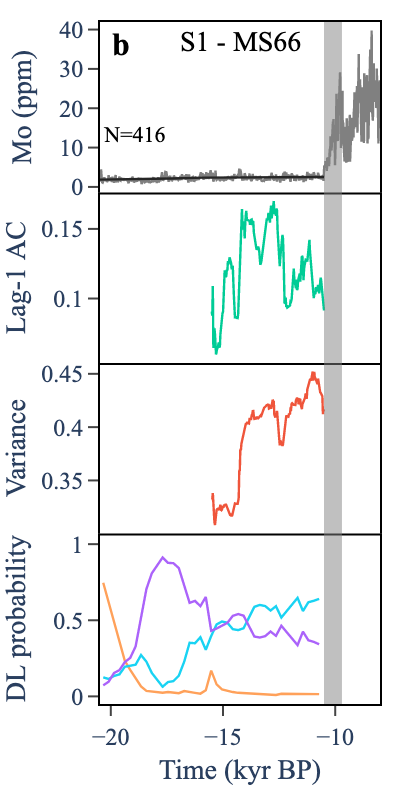 b
S1 - MS66
Mo (ppm)
40
30
20
10
0
N=416
Lag-1 AC
0.15
0.1
Variance
0.45
0.4
0.35
DL probability
1
0.5
0
−20
−15
−10
Time (kyr BP)